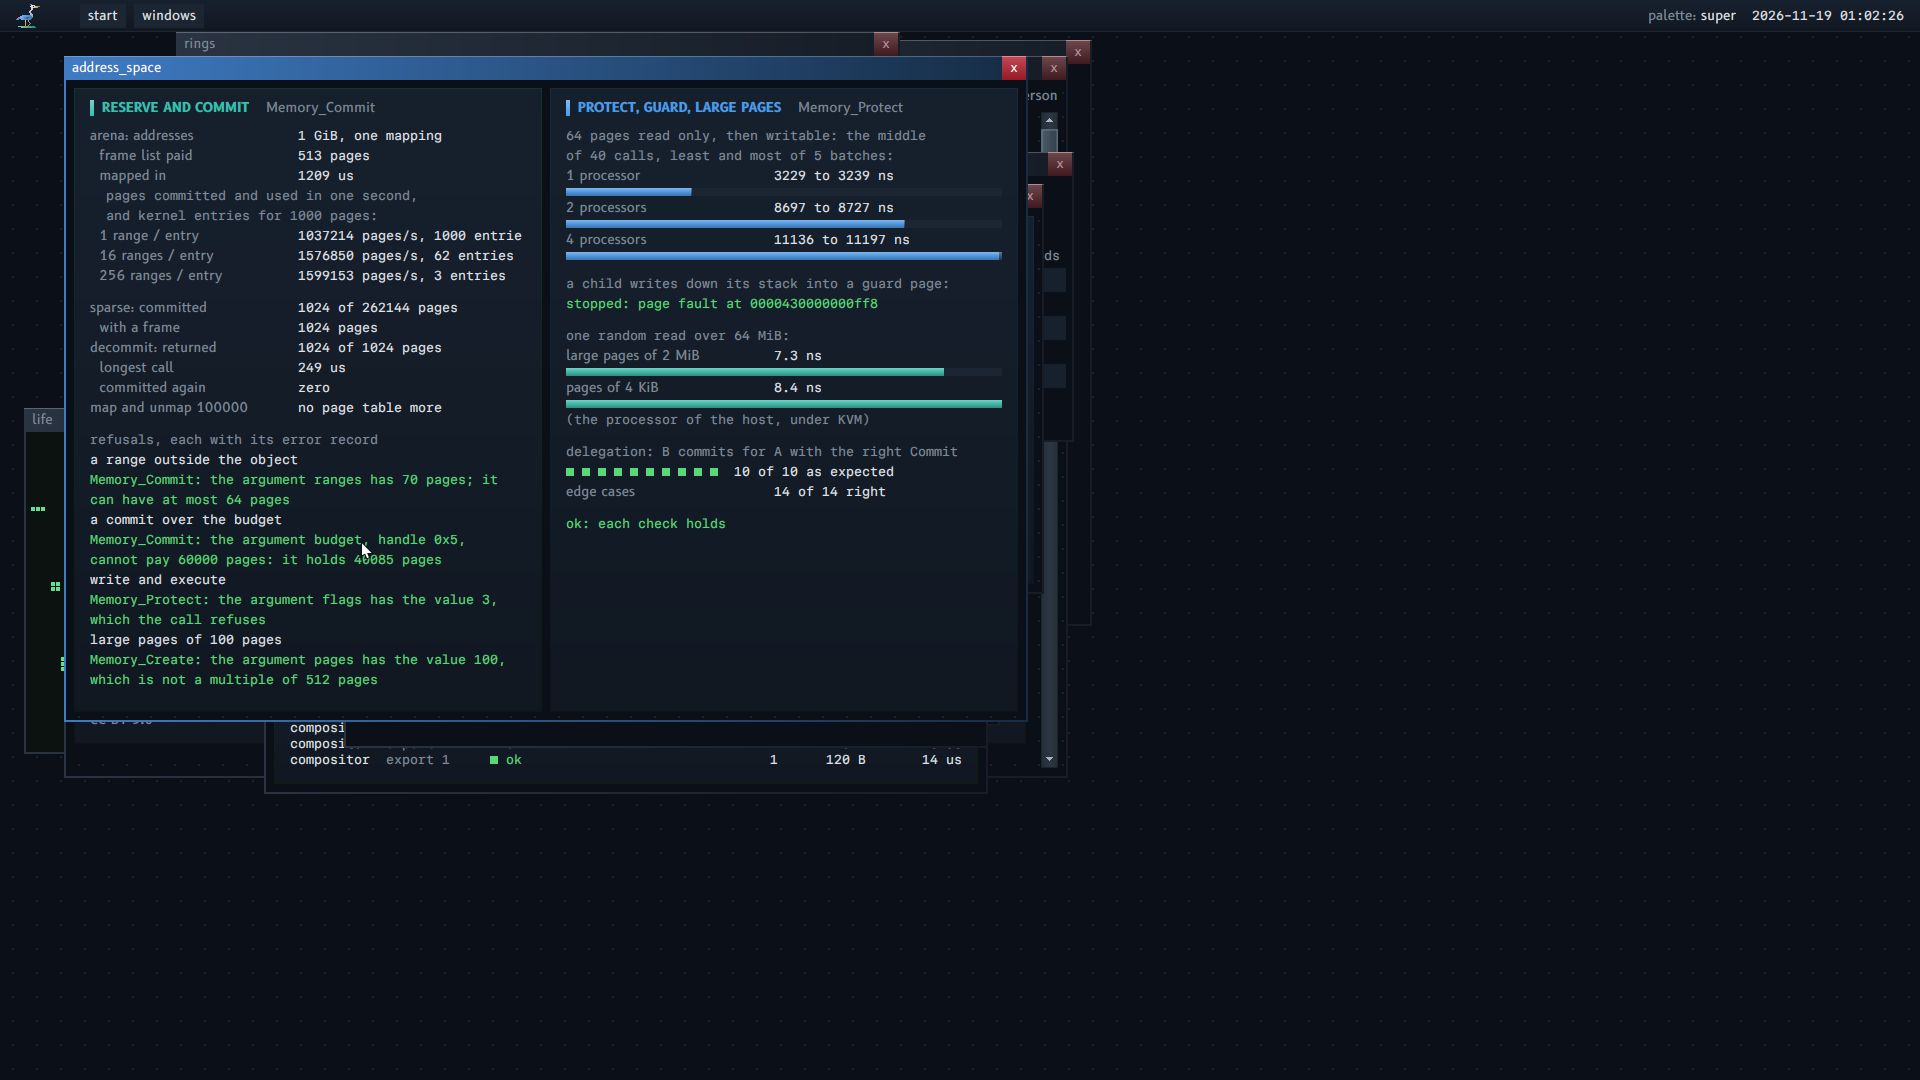 start windows palette: super 2026-11-19 01:02:26
rings x
x
address_space x
x
RESERVE AND COMMIT Memory_Commit
arena: addresses 1 GiB, one mapping
frame list paid 513 pages
mapped in 1209 us
pages committed and used in one second,
and kernel entries for 1000 pages:
1 range / entry 1037214 pages/s, 1000 entrie
16 ranges / entry 1576850 pages/s, 62 entries
256 ranges / entry 1599153 pages/s, 3 entries
sparse: committed 1024 of 262144 pages
with a frame 1024 pages
decommit: returned 1024 of 1024 pages
longest call 249 us
committed again zero
map and unmap 100000 no page table more
refusals, each with its error record
a range outside the object
Memory_Commit: the argument ranges has 70 pages; it
can have at most 64 pages
a commit over the budget
Memory_Commit: the argument budget, handle 0x5,
cannot pay 60000 pages: it holds 40085 pages
write and execute
Memory_Protect: the argument flags has the value 3,
which the call refuses
large pages of 100 pages
Memory_Create: the argument pages has the value 100,
which is not a multiple of 512 pages
PROTECT, GUARD, LARGE PAGES Memory_Protect
64 pages read only, then writable: the middle
of 40 calls, least and most of 5 batches:
1 processor 3229 to 3239 ns
2 processors 8697 to 8727 ns
4 processors 11136 to 11197 ns
a child writes down its stack into a guard page:
stopped: page fault at 0000430000000ff8
one random read over 64 MiB:
large pages of 2 MiB 7.3 ns
pages of 4 KiB 8.4 ns
(the processor of the host, under KVM)
delegation: B commits for A with the right Commit
10 of 10 as expected
edge cases 14 of 14 right
ok: each check holds
erson
x
x
ds
life
composi
composi
compositor export 1 ok 1 120 B 14 us